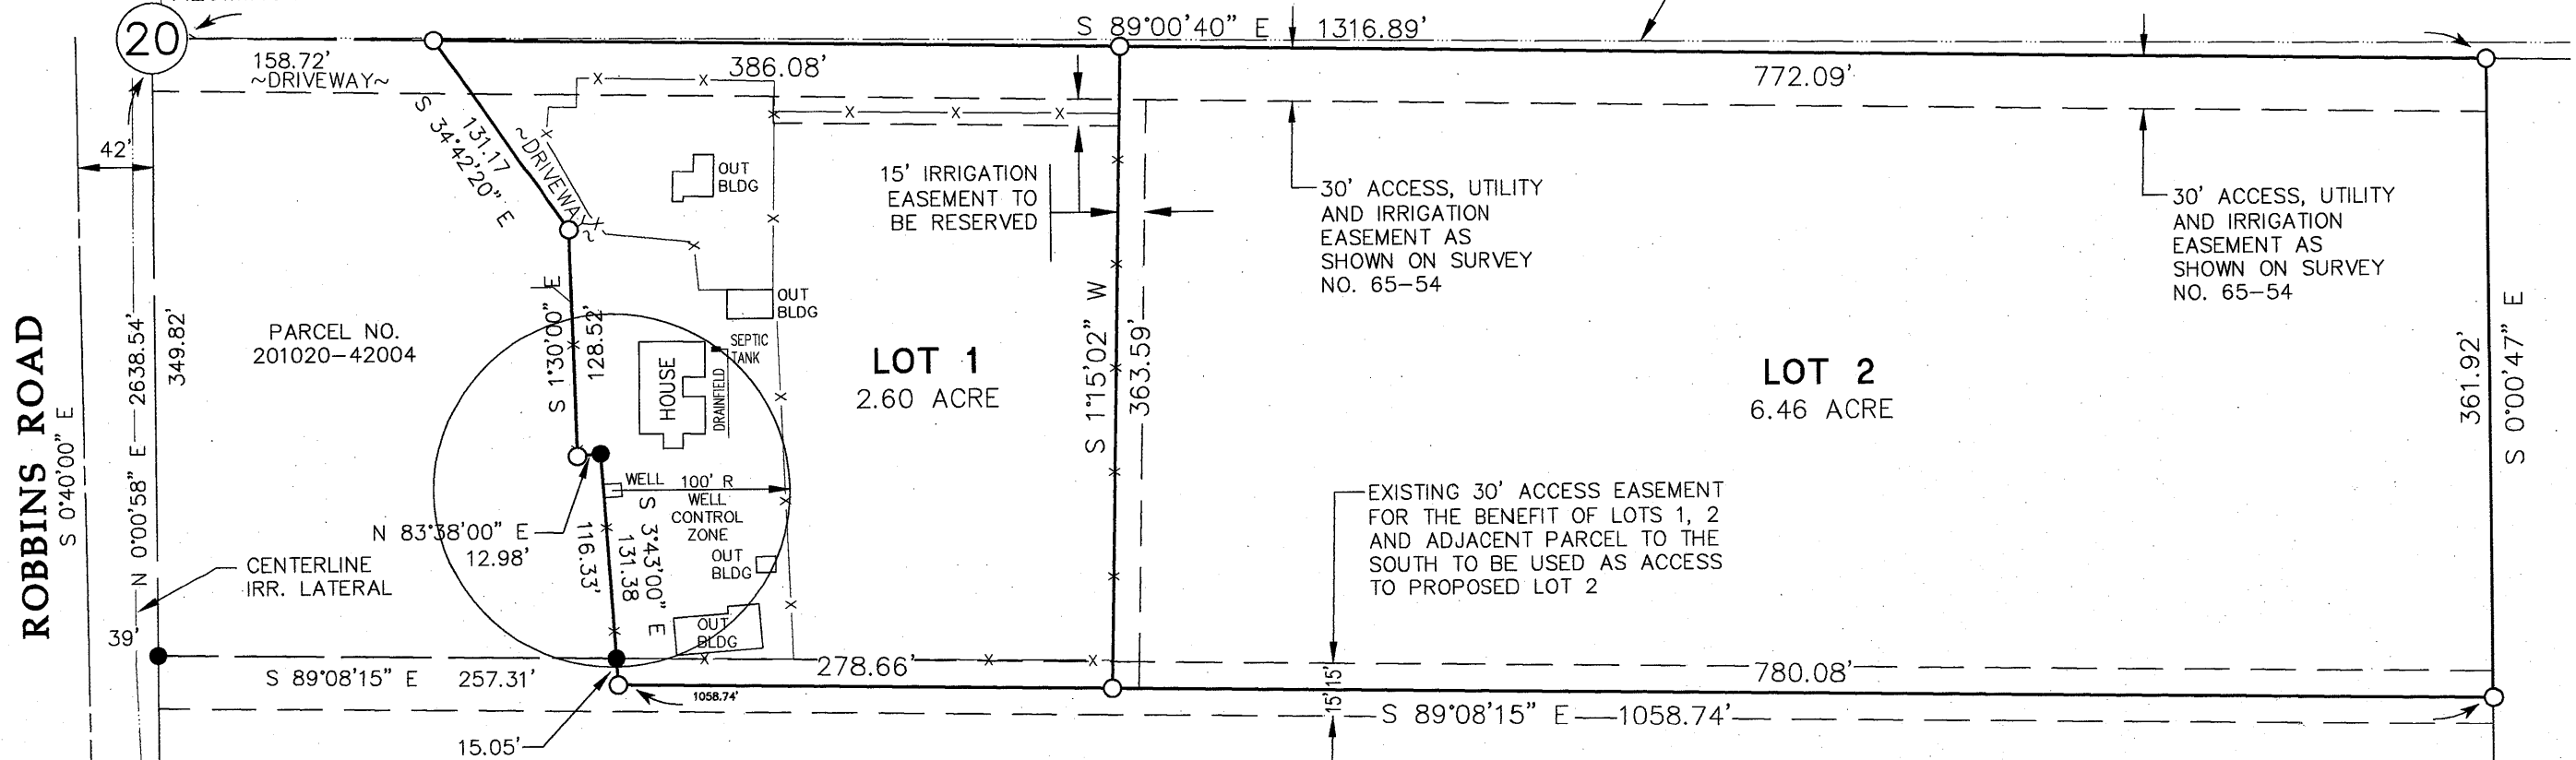 20
S 89°00'40" E 1316.89'
158.72'
~DRIVEWAY~
386.08'
772.09'
42'
S 34°42'20" E
131.17
~DRIVEWAY~
OUT
BLDG
15' IRRIGATION
EASEMENT TO
BE RESERVED
30' ACCESS, UTILITY
AND IRRIGATION
EASEMENT AS
SHOWN ON SURVEY
NO. 65-54
30' ACCESS, UTILITY
AND IRRIGATION
EASEMENT AS
SHOWN ON SURVEY
NO. 65-54
ROBBINS ROAD
S 0°40'00" E
N 0°00'58" E 2638.54'
349.82'
PARCEL NO.
201020-42004
S 1°30'00" E
128.52'
OUT
BLDG
SEPTIC
TANK
HOUSE
DRAINFIELD
LOT 1
2.60 ACRE
S 1°15'02" W
363.59'
LOT 2
6.46 ACRE
361.92'
S 0°00'47" E
WELL 100' R
WELL
CONTROL
ZONE
N 83°38'00" E
12.98'
116.33'
131.38
S 3°43'00" E
OUT
BLDG
OUT
BLDG
EXISTING 30' ACCESS EASEMENT
FOR THE BENEFIT OF LOTS 1, 2
AND ADJACENT PARCEL TO THE
SOUTH TO BE USED AS ACCESS
TO PROPOSED LOT 2
CENTERLINE
IRR. LATERAL
39'
S 89°08'15" E 257.31'
278.66'
780.08'
1058.74'
15'
15'
S 89°08'15" E 1058.74'
15.05'